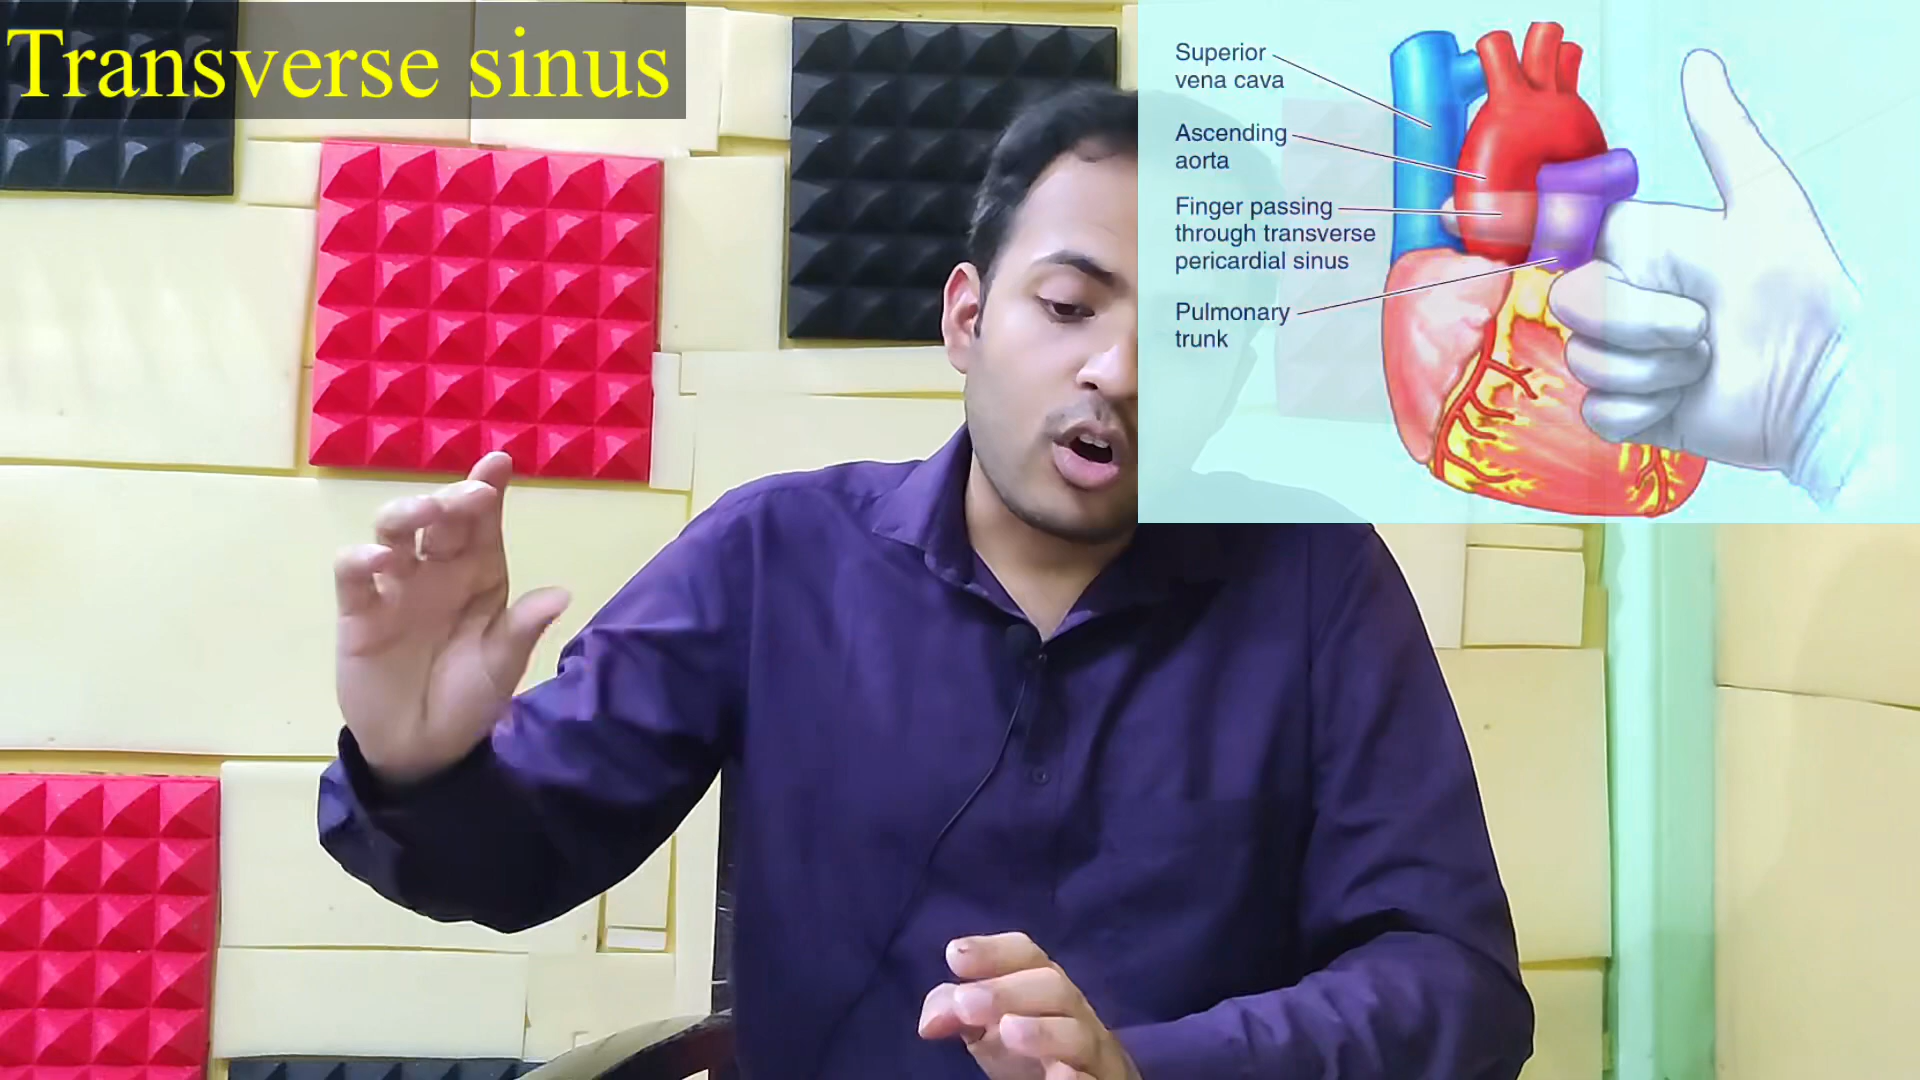 Transverse sinus
Superior
vena cava
Ascending
aorta
Finger passing
through transverse
pericardial sinus
Pulmonary
trunk